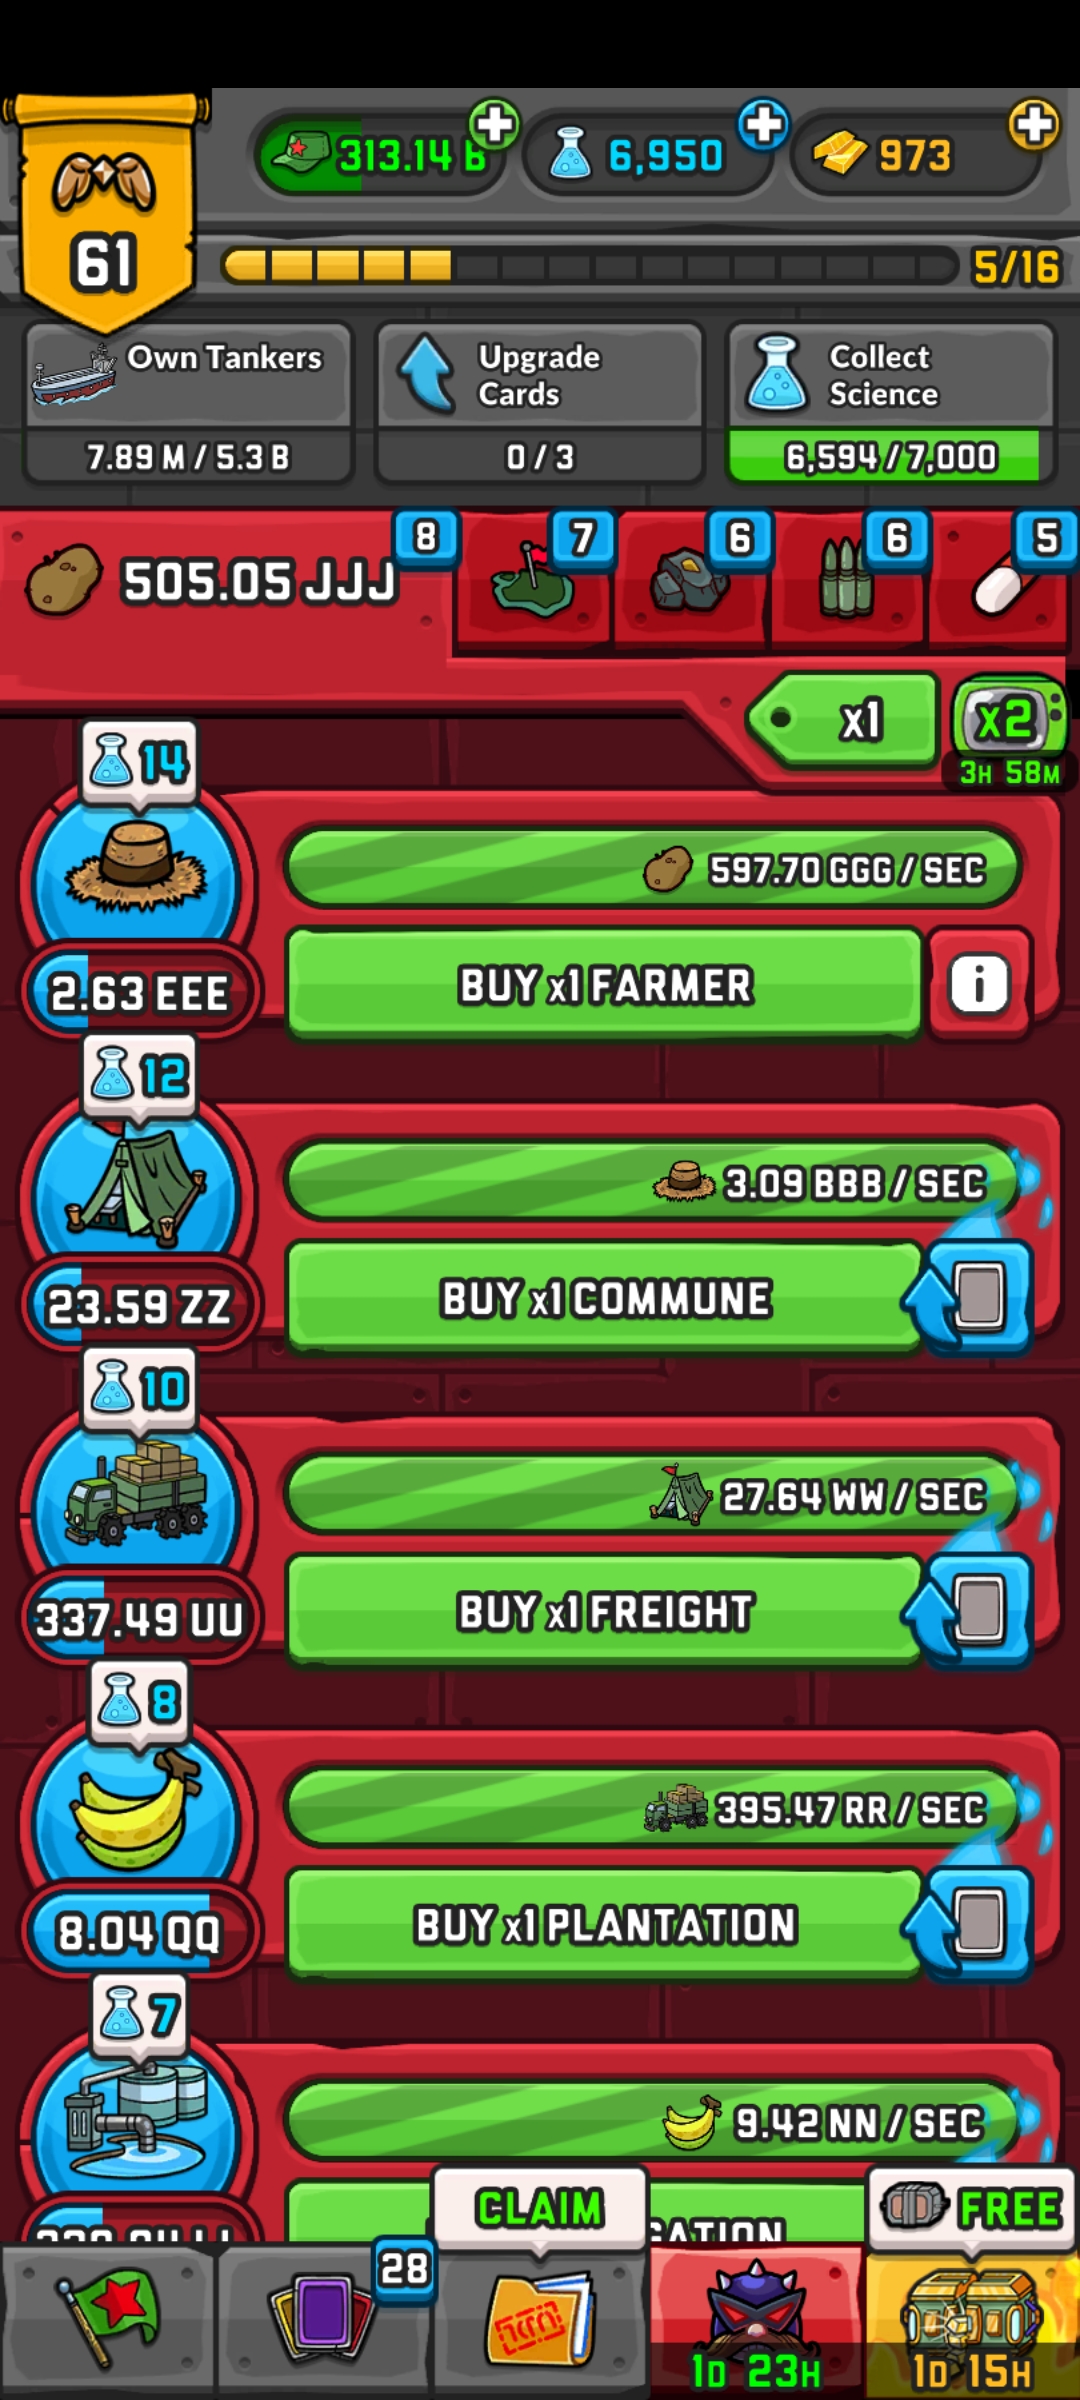 61
313.14 B
6,950
973
5/16
Own Tankers
7.89 M / 5.3 B
Upgrade
Cards
0 / 3
Collect
Science
6,594 / 7,000
505.05 JJJ
8
7
6
6
5
x1
x2
3H 58M
14
597.70 GGG / SEC
2.63 EEE
BUY x1 FARMER
i
12
3.09 BBB / SEC
23.59 ZZ
BUY x1 COMMUNE
10
27.64 WW / SEC
337.49 UU
BUY x1 FREIGHT
8
395.47 RR / SEC
8.04 QQ
BUY x1 PLANTATION
7
9.42 NN / SEC
CLAIM
FREE
28
1D 23H
1D 15H